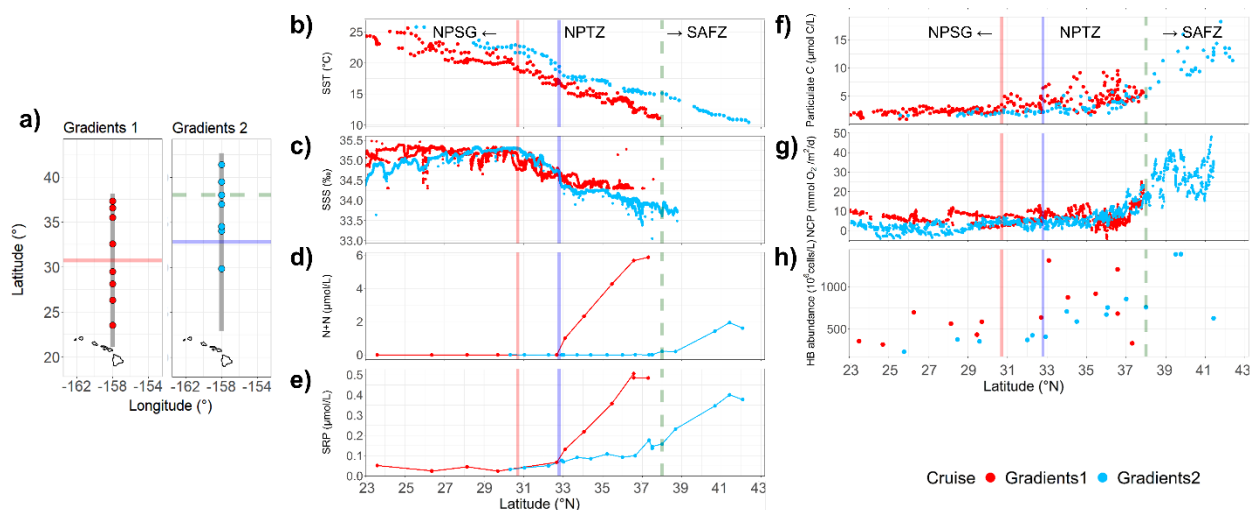 a)
Gradients 1
Gradients 2
Latitude (°)
40
35
30
25
20
-162
-158
-154
-162
-158
-154
Longitude (°)
b)
NPSG ←
NPTZ
→ SAFZ
SST (°C)
25
20
15
10
c)
SSS (‰)
35.5
35.0
34.5
34.0
33.5
33.0
d)
N+N (µmol/L)
6
4
2
0
e)
SRP (µmol/L)
0.5
0.4
0.3
0.2
0.1
0.0
23 25 27 29 31 33 35 37 39 41 43
Latitude (°N)
f)
NPSG ←
NPTZ
→ SAFZ
Particulate C (µmol C/L)
15
10
5
g)
NCP (mmol O₂ /m²/d)
50
40
30
20
10
0
h)
HB abundance (10⁶cells/L)
1000
500
23 25 27 29 31 33 35 37 39 41 43
Latitude (°N)
Cruise
Gradients1
Gradients2